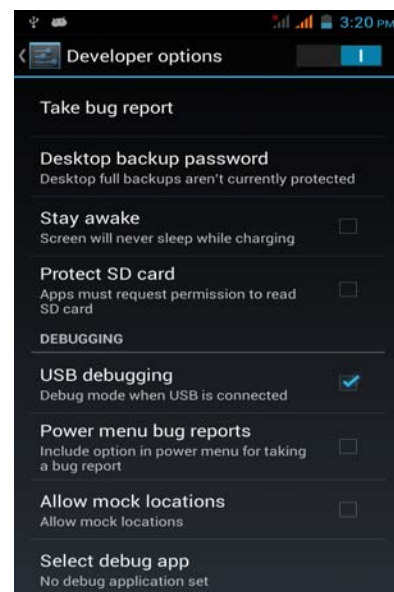 3:20 PM
Developer options
Take bug report
Desktop backup password
Desktop full backups aren't currently protected
Stay awake
Screen will never sleep while charging
Protect SD card
Apps must request permission to read
SD card
DEBUGGING
USB debugging
Debug mode when USB is connected
Power menu bug reports
Include option in power menu for taking
a bug report
Allow mock locations
Allow mock locations
Select debug app
No debug application set